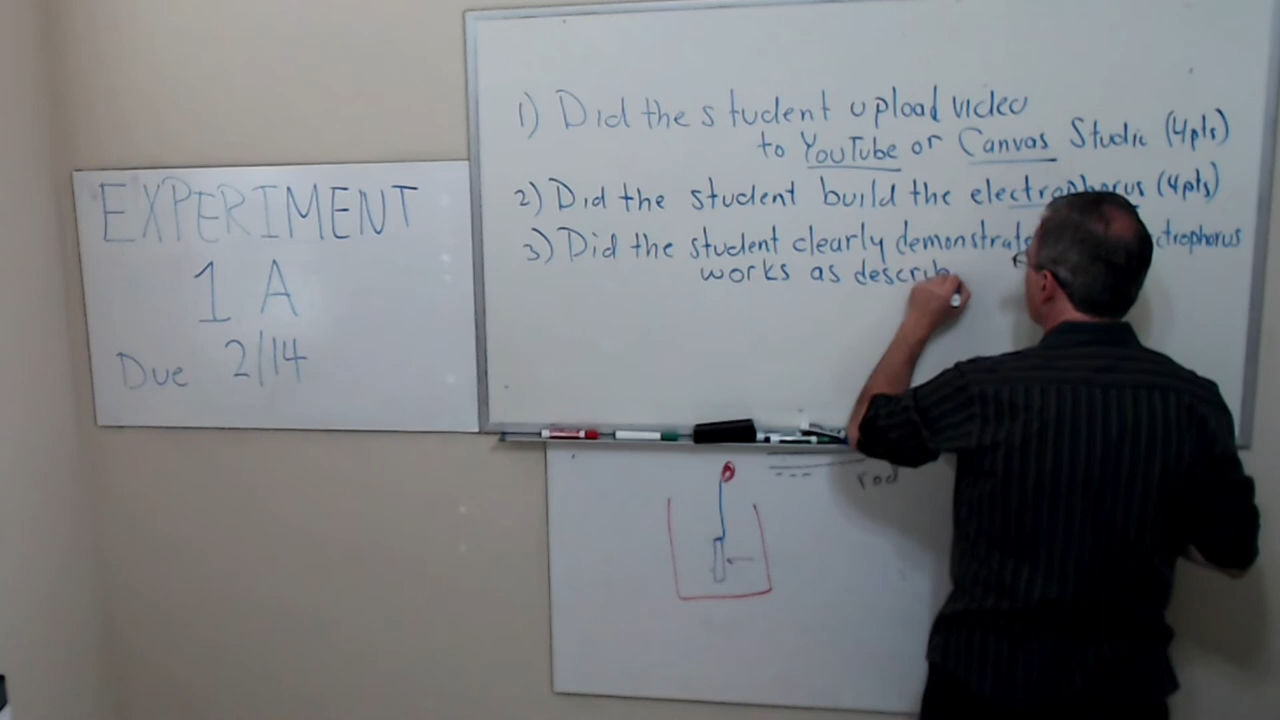 EXPERIMENT
1 A
Due 2/14
1) Did the student upload video
to YouTube or Canvas Studio (4pts)
2) Did the student build the electrophorus (4pts)
3) Did the student clearly demonstrate
works as describ
rod